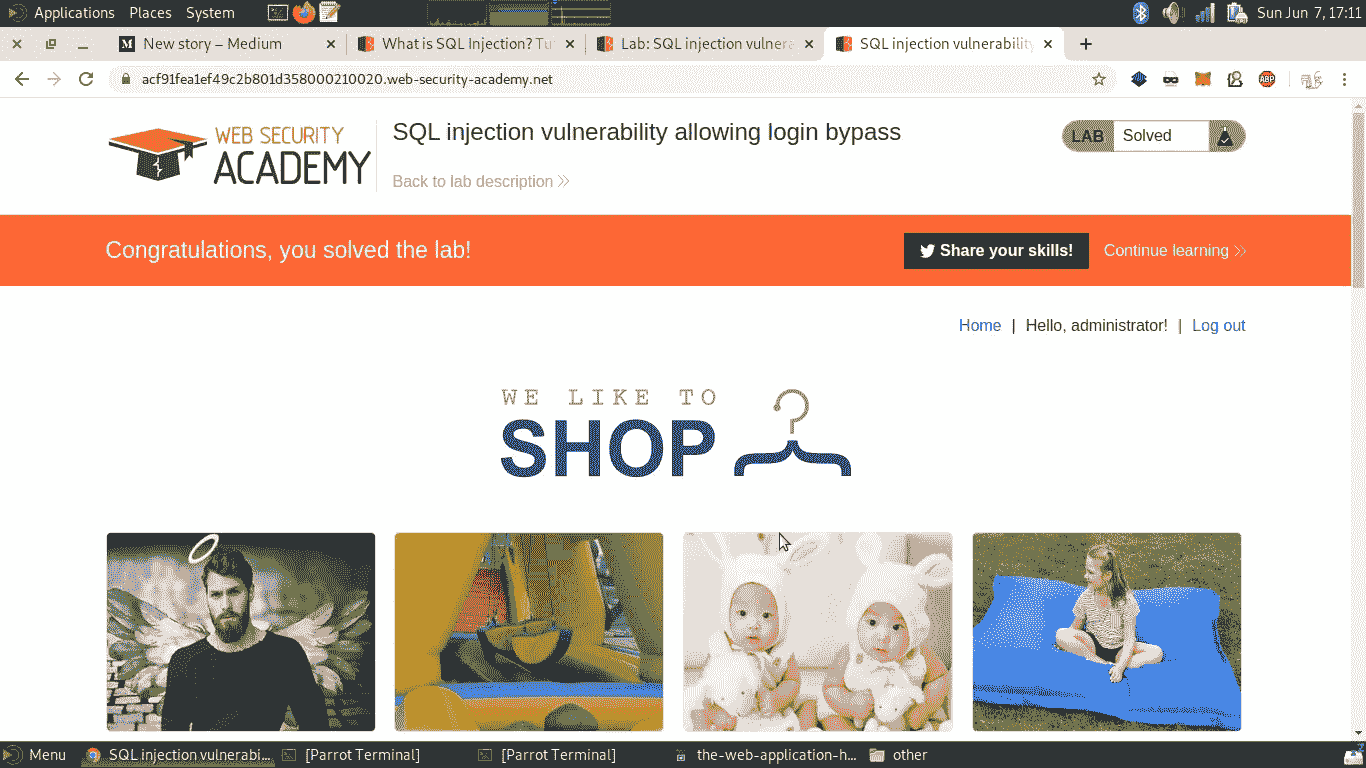 Applications Places System Sun Jun 7, 17:11
New story – Medium What is SQL Injection? Tu Lab: SQL injection vulnera SQL injection vulnerability
acf91fea1ef49c2b801d358000210020.web-security-academy.net ABP
WEB SECURITY
ACADEMY
SQL injection vulnerability allowing login bypass
Back to lab description
LAB Solved
Congratulations, you solved the lab!
Share your skills! Continue learning
Home | Hello, administrator! | Log out
WE LIKE TO
SHOP
Menu SQL injection vulnerabi... [Parrot Terminal] [Parrot Terminal] the-web-application-h... other